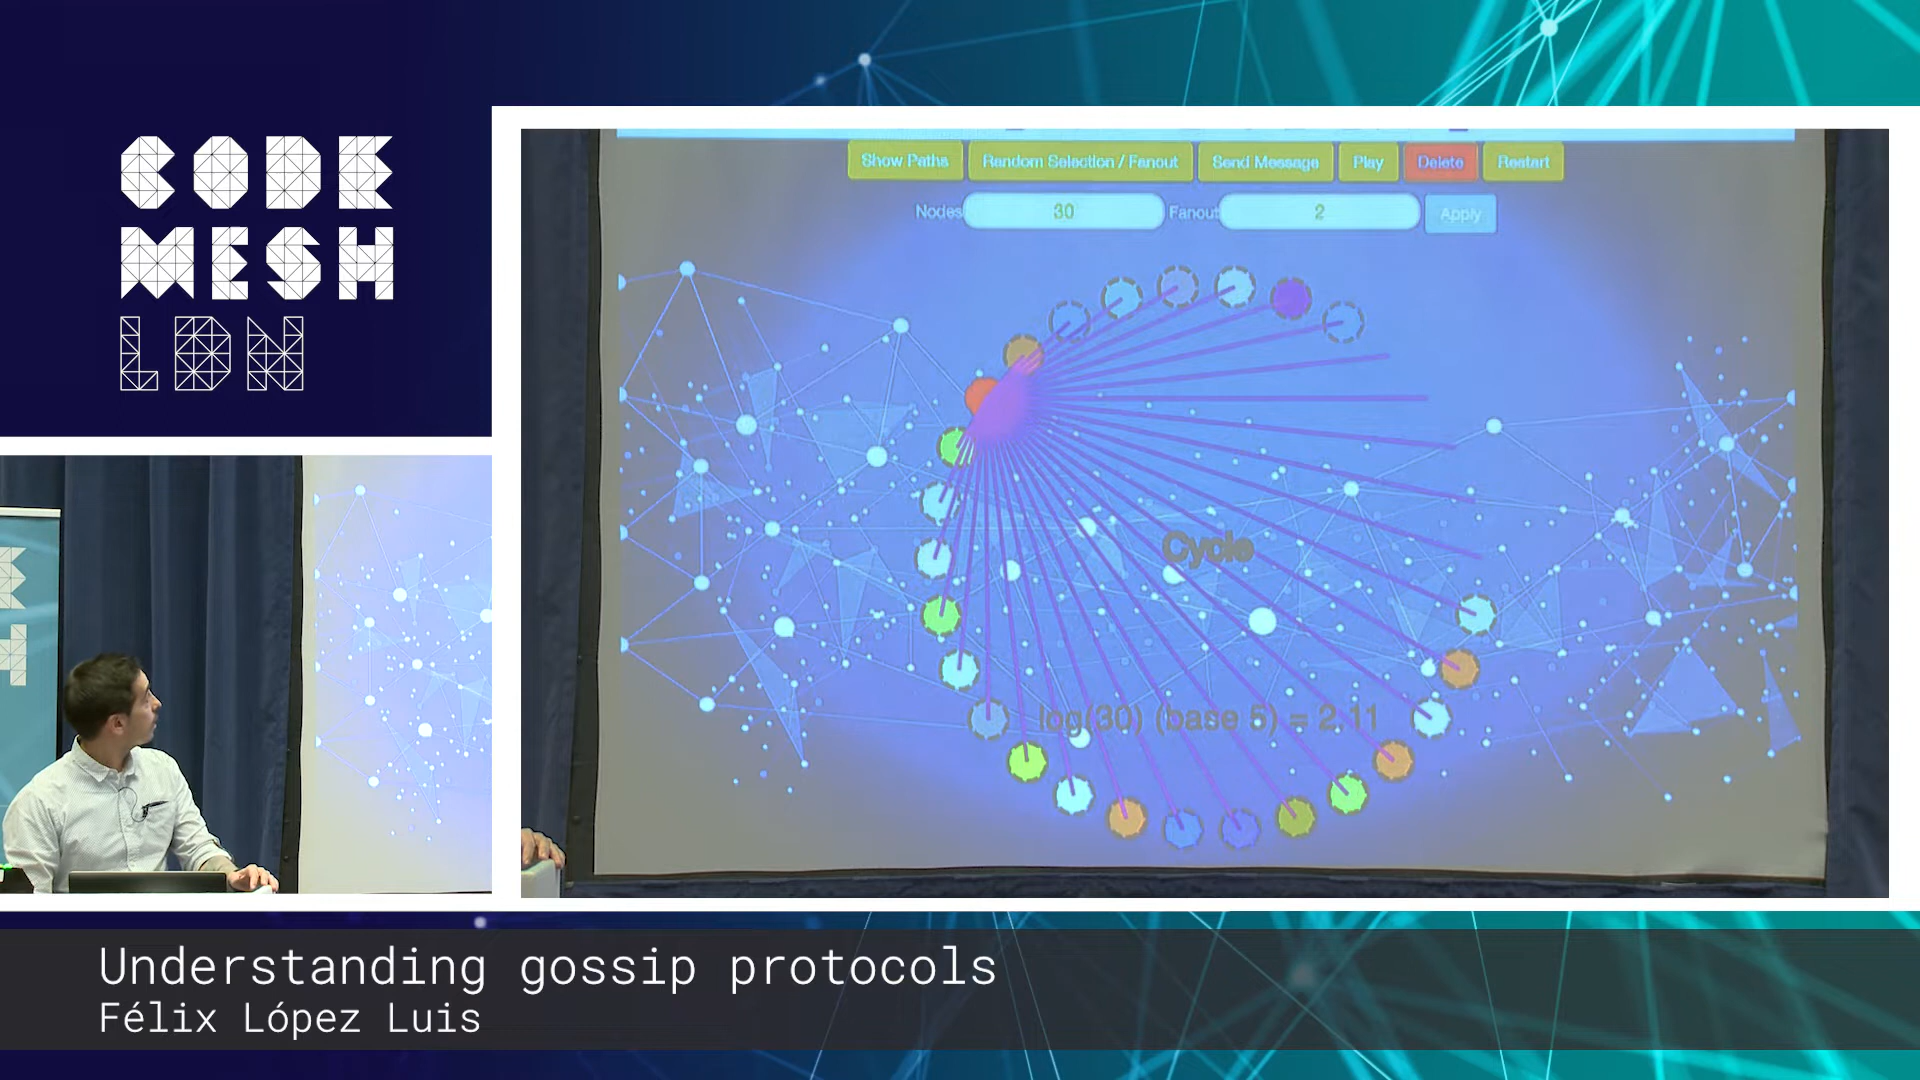 CODE
MESH
LDN
Show Paths Random Selection / Fanout Send Message Play Delete Restart
Nodes 30 Fanout 2 Apply
Cycle
log(30) (base 5) = 2.11
Understanding gossip protocols
Félix López Luis